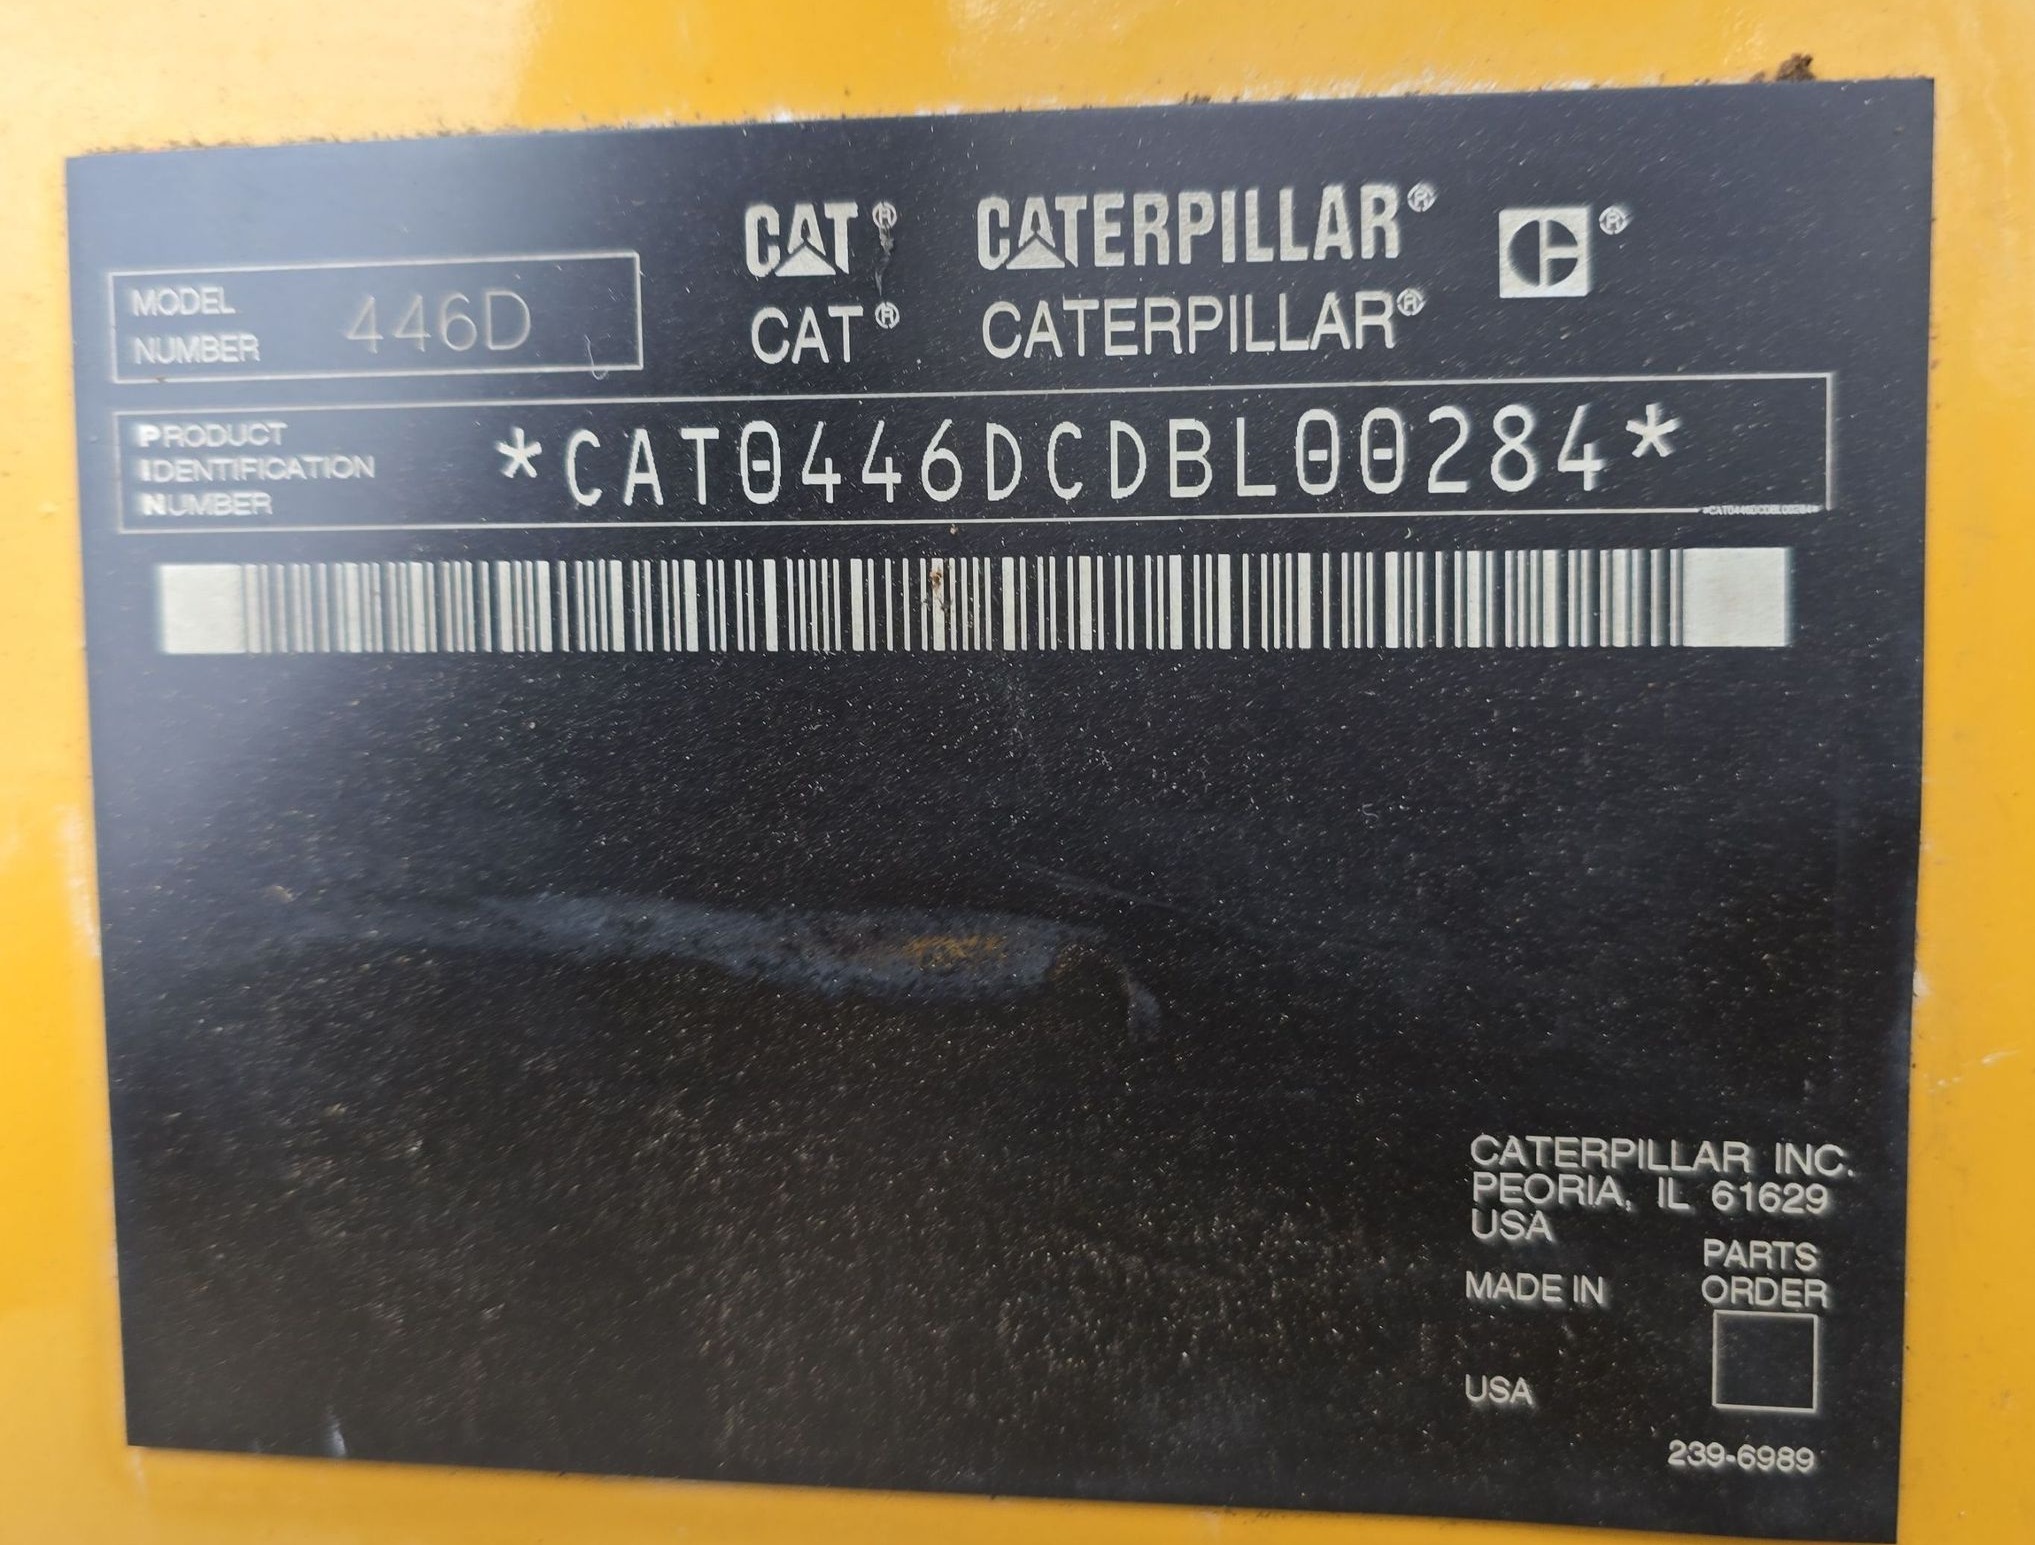 CAT® CATERPILLAR® ®
MODEL
NUMBER 446D
CAT® CATERPILLAR®
PRODUCT
IDENTIFICATION
NUMBER
*CAT0446DCDBL00284*
*CAT0446DCDBL00284*
CATERPILLAR INC.
PEORIA, IL 61629
USA
PARTS
ORDER
MADE IN
USA
239-6989